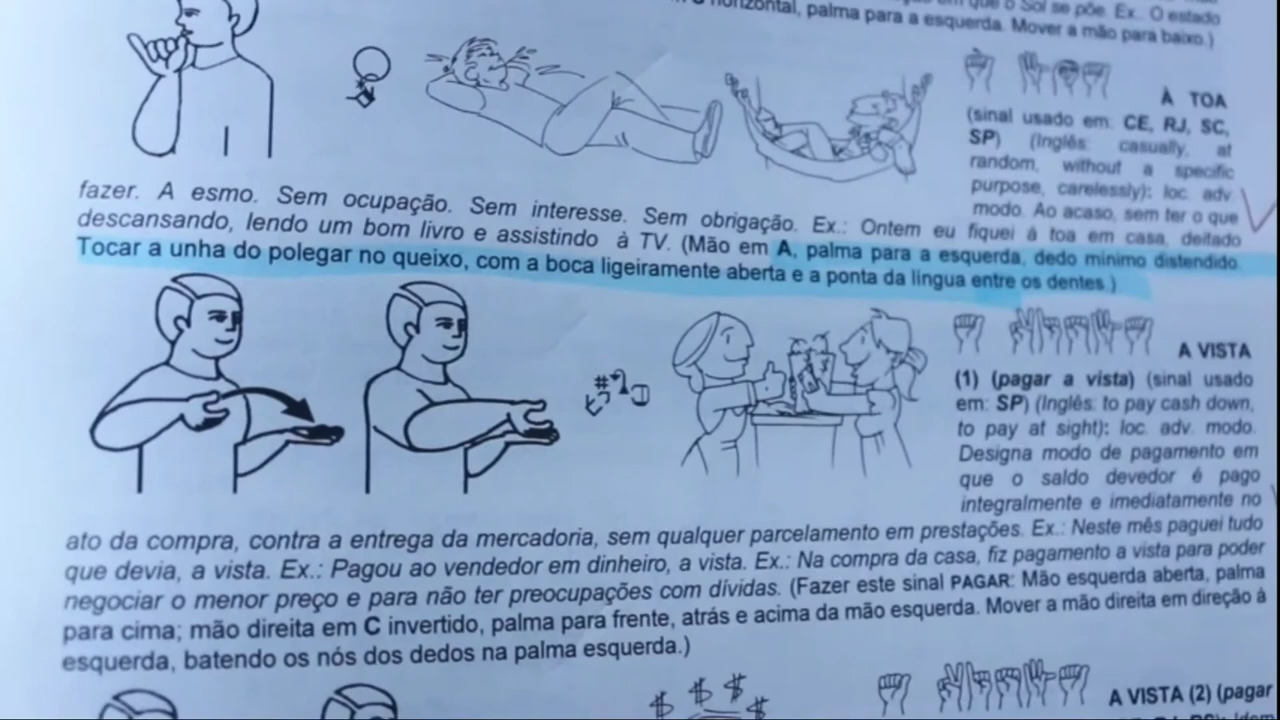 que o Sol se põe. Ex.: O estado
horizontal, palma para a esquerda. Mover a mão para baixo.)
À TOA
(sinal usado em: CE, RJ, SC,
SP) (Inglês: casually, at
random, without a specific
purpose, carelessly): loc. adv.
modo. Ao acaso, sem ter o que
fazer. A esmo. Sem ocupação. Sem interesse. Sem obrigação. Ex.: Ontem eu fiquei à toa em casa, deitado
descansando, lendo um bom livro e assistindo à TV. (Mão em A, palma para a esquerda, dedo mínimo distendido.
Tocar a unha do polegar no queixo, com a boca ligeiramente aberta e a ponta da língua entre os dentes.)
A VISTA
(1) (pagar a vista) (sinal usado
em: SP) (Inglês: to pay cash down,
to pay at sight): loc. adv. modo.
Designa modo de pagamento em
que o saldo devedor é pago
integralmente e imediatamente no
ato da compra, contra a entrega da mercadoria, sem qualquer parcelamento em prestações. Ex.: Neste mês paguei tudo
que devia, a vista. Ex.: Pagou ao vendedor em dinheiro, a vista. Ex.: Na compra da casa, fiz pagamento a vista para poder
negociar o menor preço e para não ter preocupações com dívidas. (Fazer este sinal PAGAR: Mão esquerda aberta, palma
para cima; mão direita em C invertido, palma para frente, atrás e acima da mão esquerda. Mover a mão direita em direção à
esquerda, batendo os nós dos dedos na palma esquerda.)
$ $ $ $
A VISTA (2) (pagar